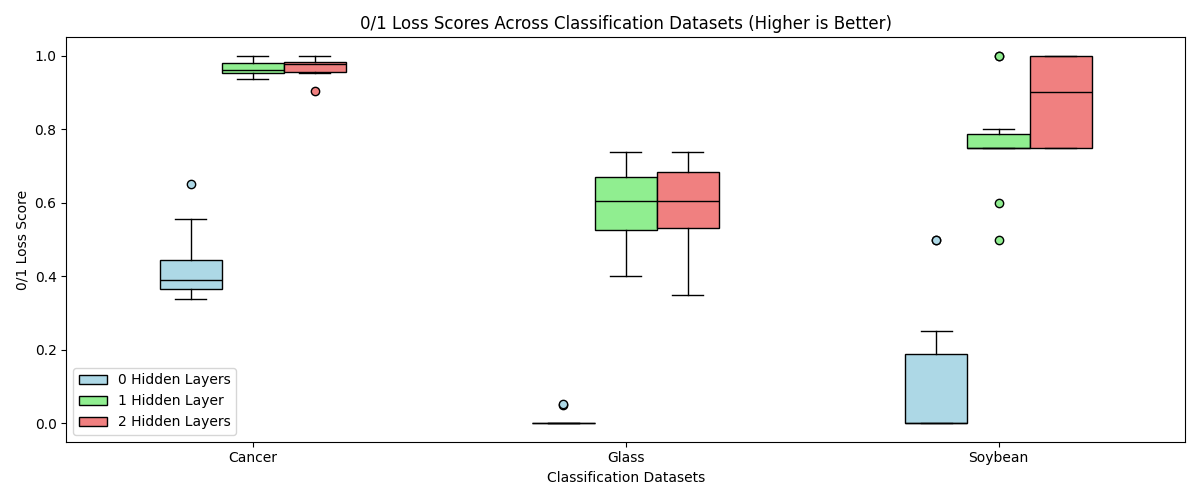 0/1 Loss Scores Across Classification Datasets (Higher is Better)
0/1 Loss Score
1.0
0.8
0.6
0.4
0.2
0.0
0 Hidden Layers
1 Hidden Layer
2 Hidden Layers
Cancer
Glass
Soybean
Classification Datasets